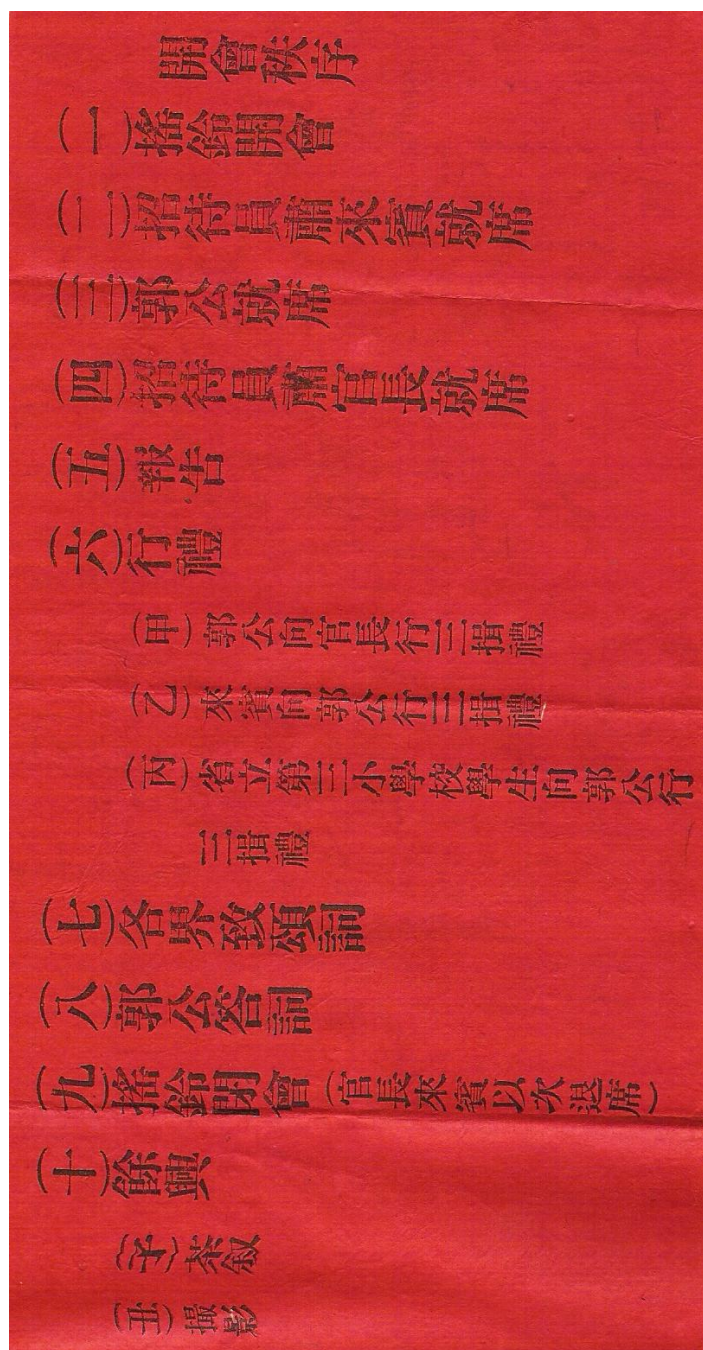 開會秩序
(一)搖鈴開會
(二)招待員肅來賓就席
(三)郭公就席
(四)招待員肅官長就席
(五)報告
(六)行禮
(甲)郭公向官長行三揖禮
(乙)來賓向郭公行三揖禮
(丙)省立第三小學校學生向郭公行
三揖禮
(七)各界致頌詞
(八)郭公答詞
(九)搖鈴閉會(官長來賓以次退席)
(十)餘興
(子)茶敘
(丑)撮影